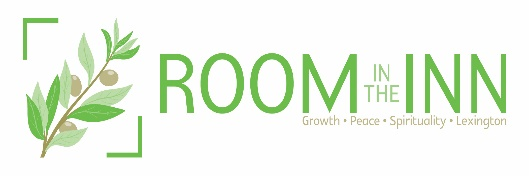 ROOM IN THE INN
Growth • Peace • Spirituality • Lexington